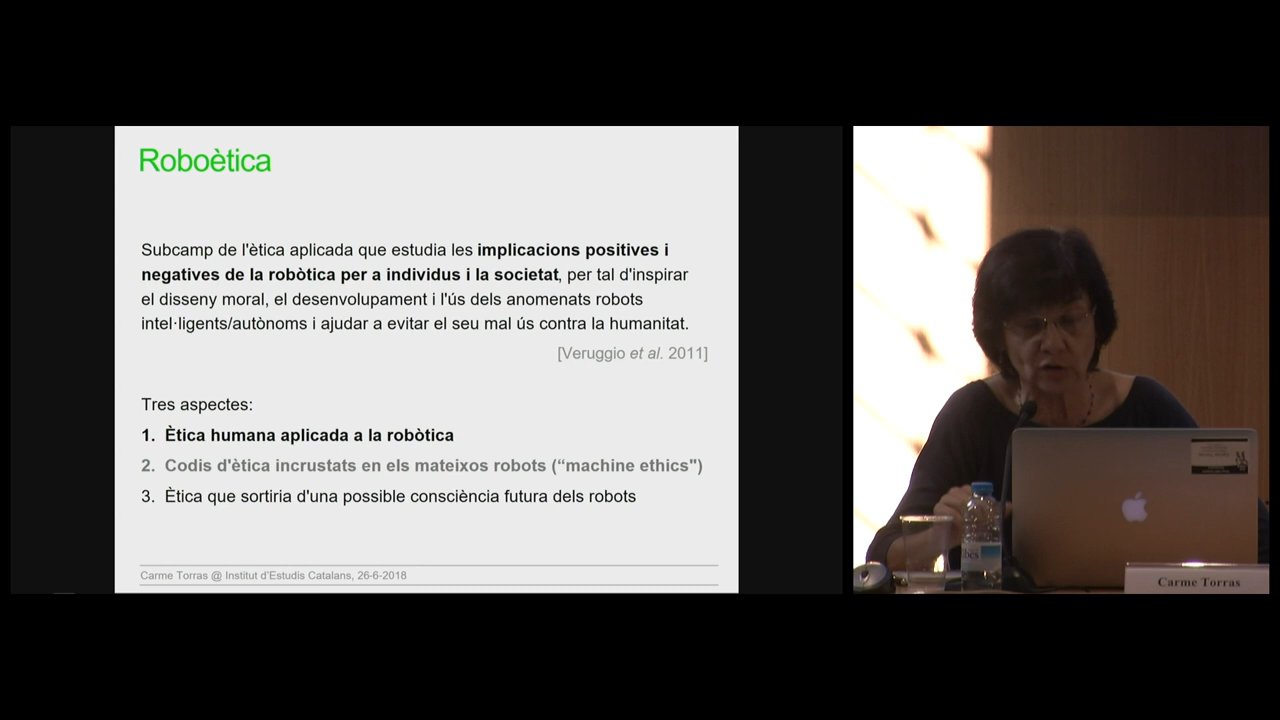 Roboètica
Subcamp de l'ètica aplicada que estudia les implicacions positives i
negatives de la robòtica per a individus i la societat, per tal d'inspirar
el disseny moral, el desenvolupament i l'ús dels anomenats robots
intel·ligents/autònoms i ajudar a evitar el seu mal ús contra la humanitat.
[Veruggio et al. 2011]
Tres aspectes:
1. Ètica humana aplicada a la robòtica
2. Codis d'ètica incrustats en els mateixos robots (“machine ethics")
3. Ètica que sortiria d'una possible consciència futura dels robots
Carme Torras @ Institut d’Estudis Catalans, 26-6-2018
Carme Torras